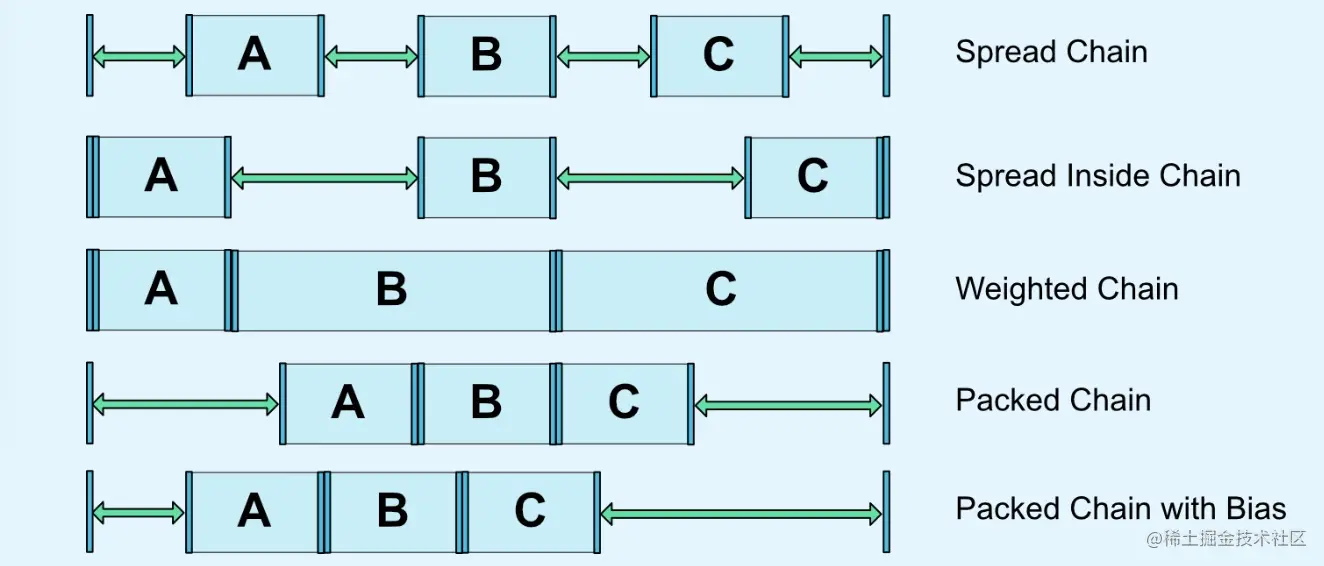 A B C Spread Chain
A B C Spread Inside Chain
A B C Weighted Chain
A B C Packed Chain
A B C Packed Chain with Bias
@稀土掘金技术社区